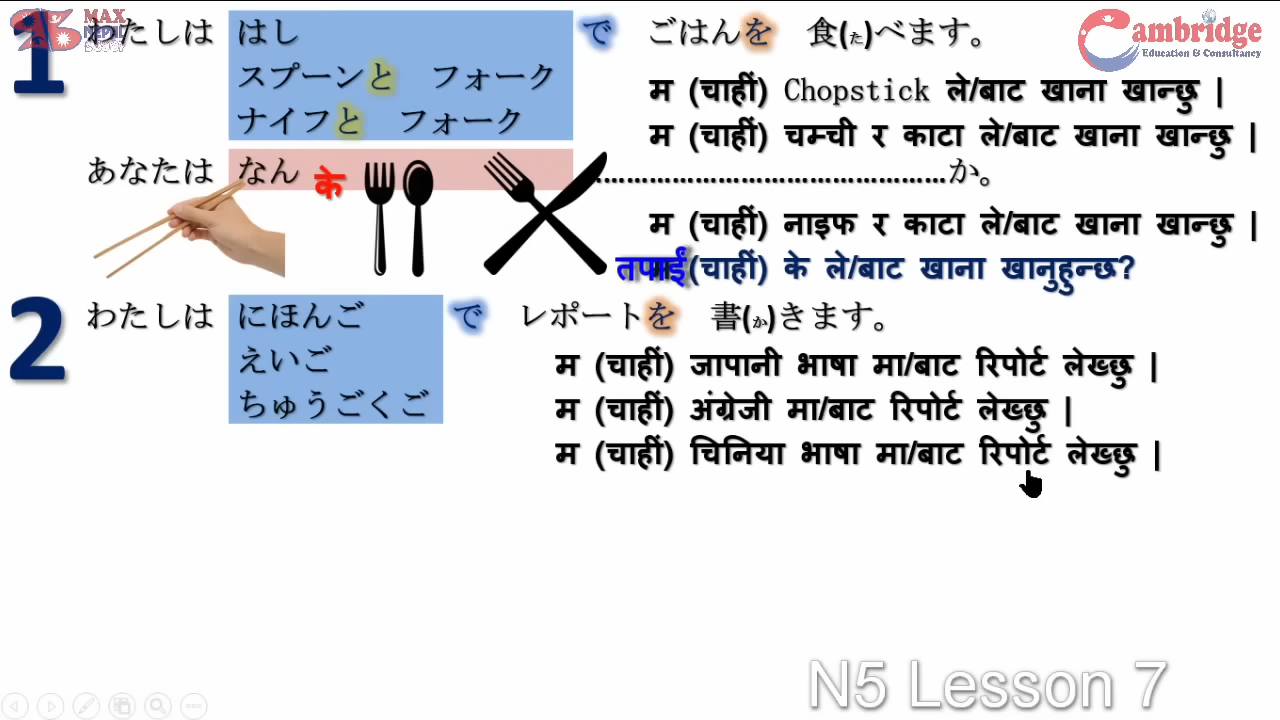 MAX
NEPAL
Cambridge
Education & Consultancy
1 わたしは はし で ごはんを 食(た)べます。
スプーンと フォーク
ナイフと フォーク
म (चाहीं) Chopstick ले/बाट खाना खान्छु |
म (चाहीं) चम्ची र काटा ले/बाट खाना खान्छु |
あなたは なん के ................................................か。
म (चाहीं) नाइफ र काटा ले/बाट खाना खान्छु |
तपाईं (चाहीं) के ले/बाट खाना खानुहुन्छ?
2 わたしは にほんご で レポートを 書(か)きます。
えいご
ちゅうごくご
म (चाहीं) जापानी भाषा मा/बाट रिपोर्ट लेख्छु |
म (चाहीं) अंग्रेजी मा/बाट रिपोर्ट लेख्छु |
म (चाहीं) चिनिया भाषा मा/बाट रिपोर्ट लेख्छु |
N5 Lesson 7